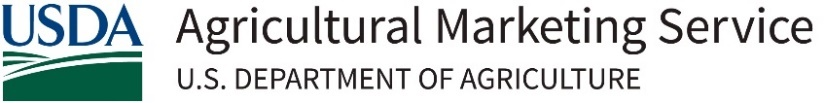 USDA
Agricultural Marketing Service
U.S. DEPARTMENT OF AGRICULTURE